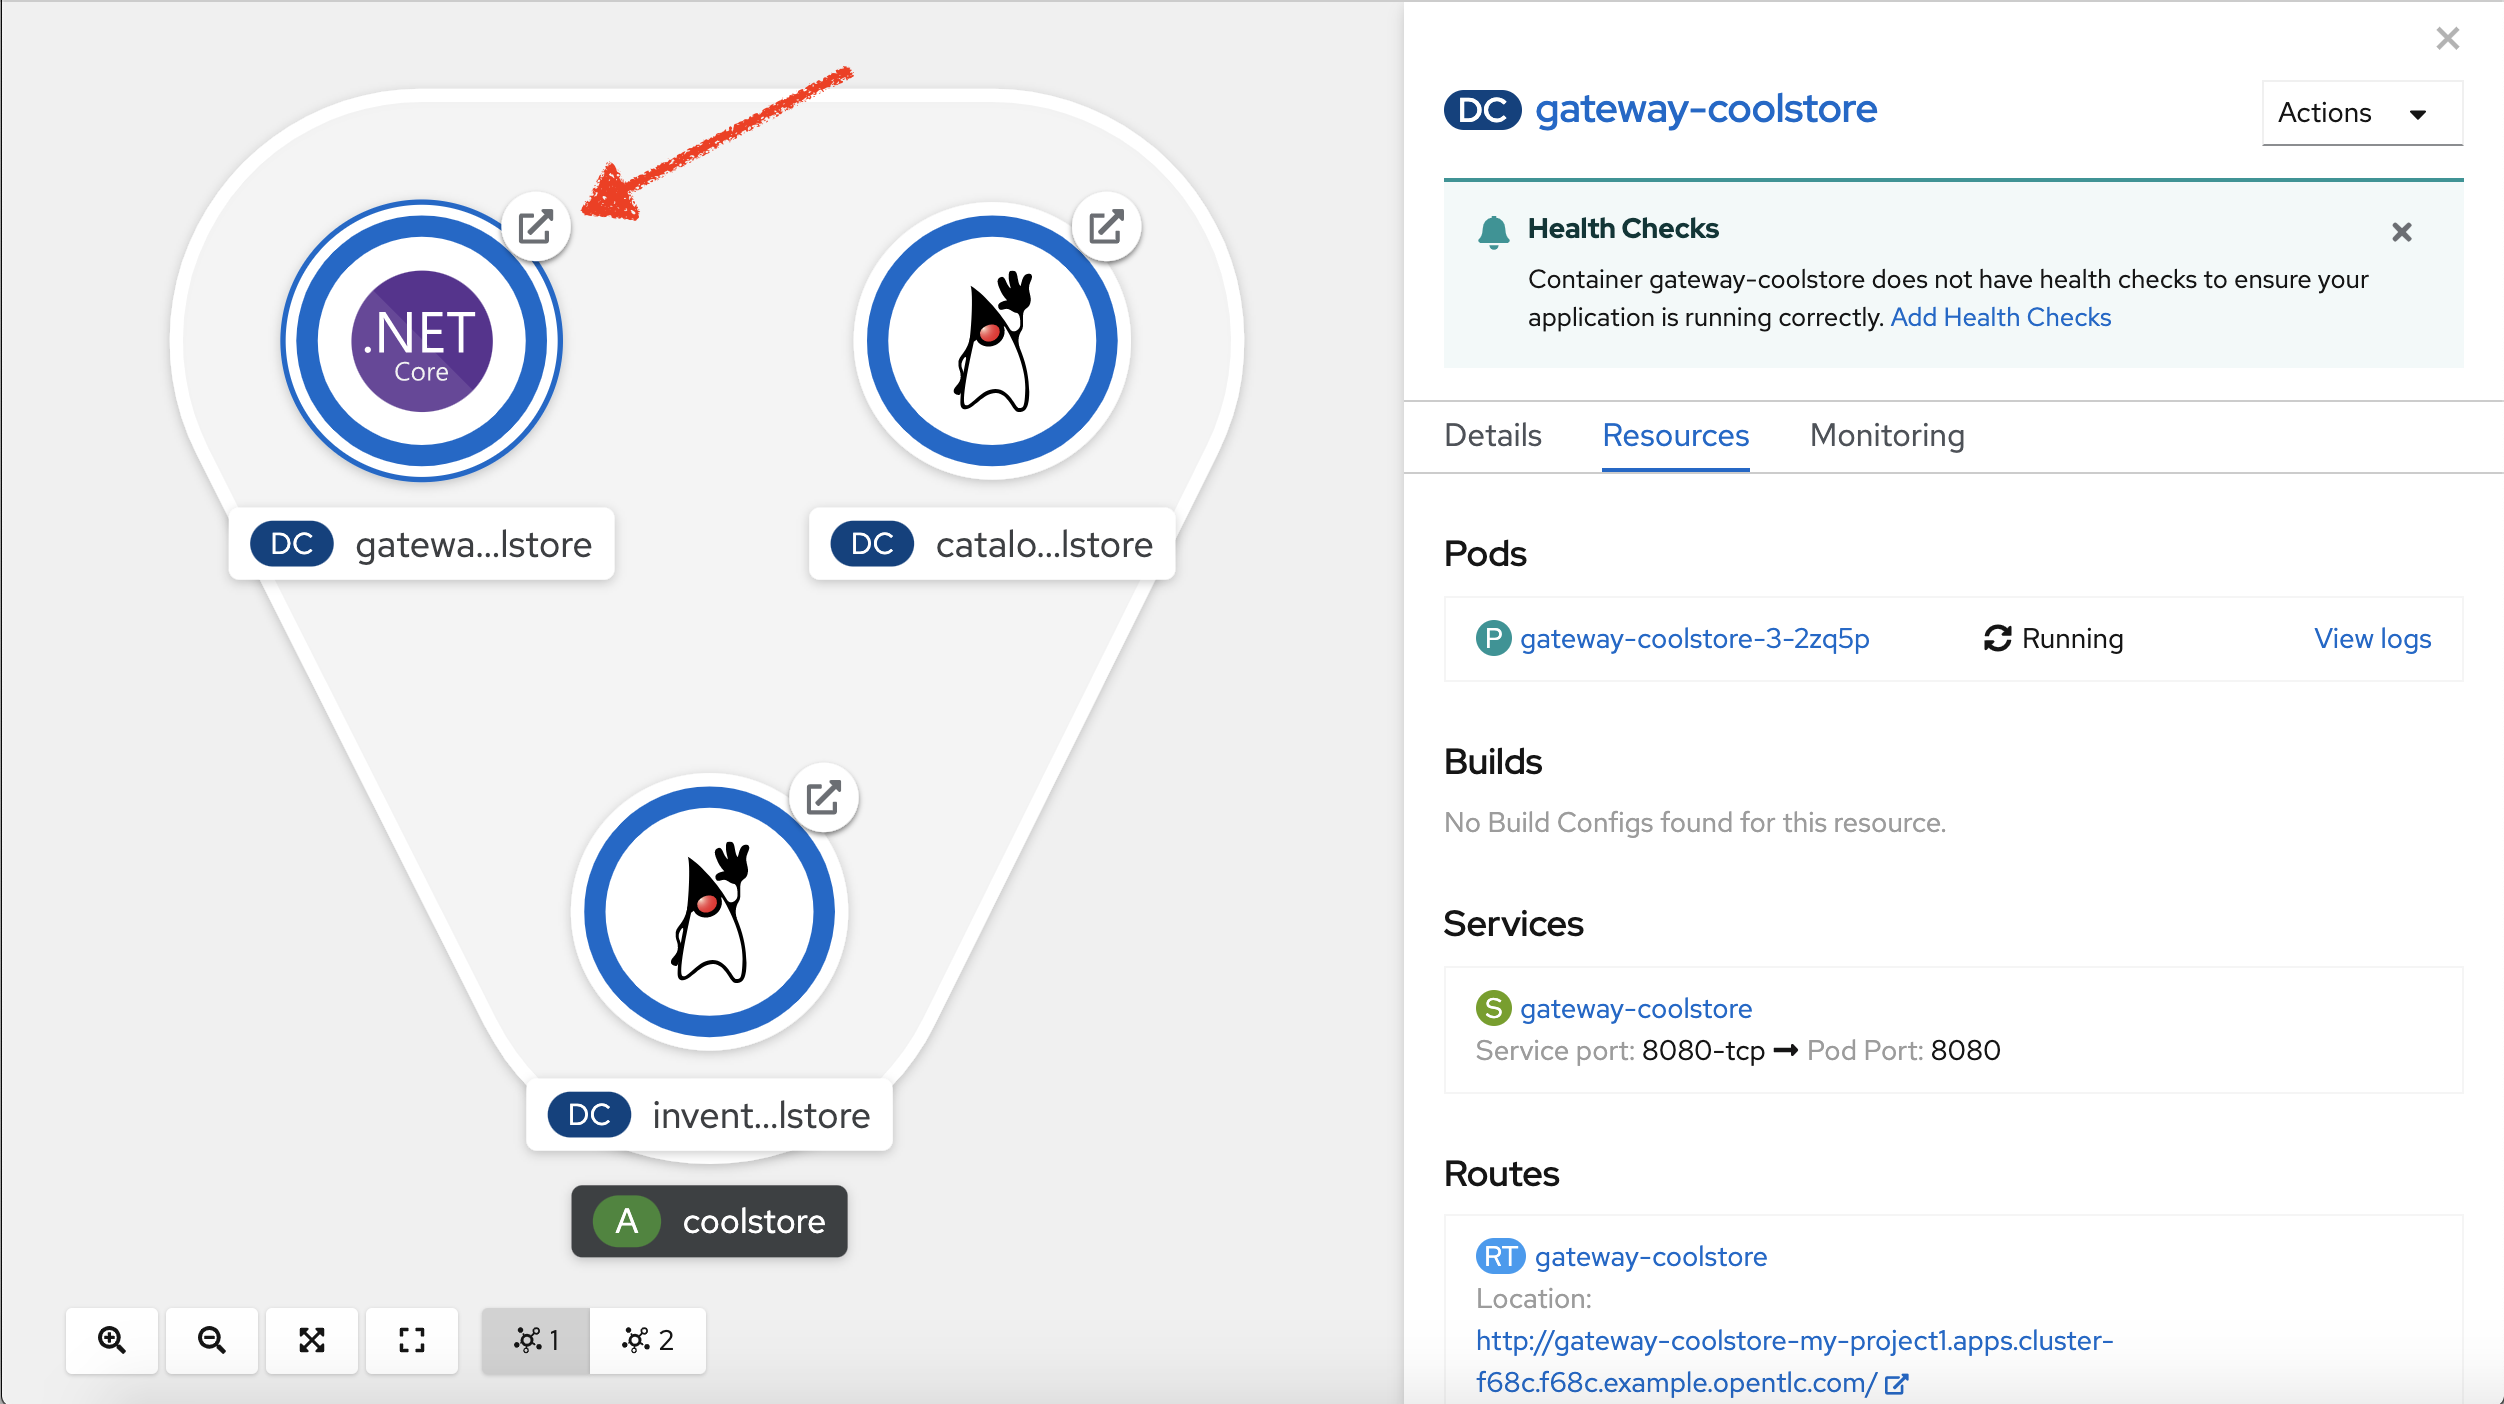 .NET
Core
DC gatewa...lstore
DC catalo...lstore
DC invent...lstore
A coolstore
1
2
DC gateway-coolstore
Actions
Health Checks
Container gateway-coolstore does not have health checks to ensure your
application is running correctly. Add Health Checks
Details Resources Monitoring
Pods
P gateway-coolstore-3-2zq5p Running View logs
Builds
No Build Configs found for this resource.
Services
S gateway-coolstore
Service port: 8080-tcp → Pod Port: 8080
Routes
RT gateway-coolstore
Location:
http://gateway-coolstore-my-project1.apps.cluster-
f68c.f68c.example.opentlc.com/